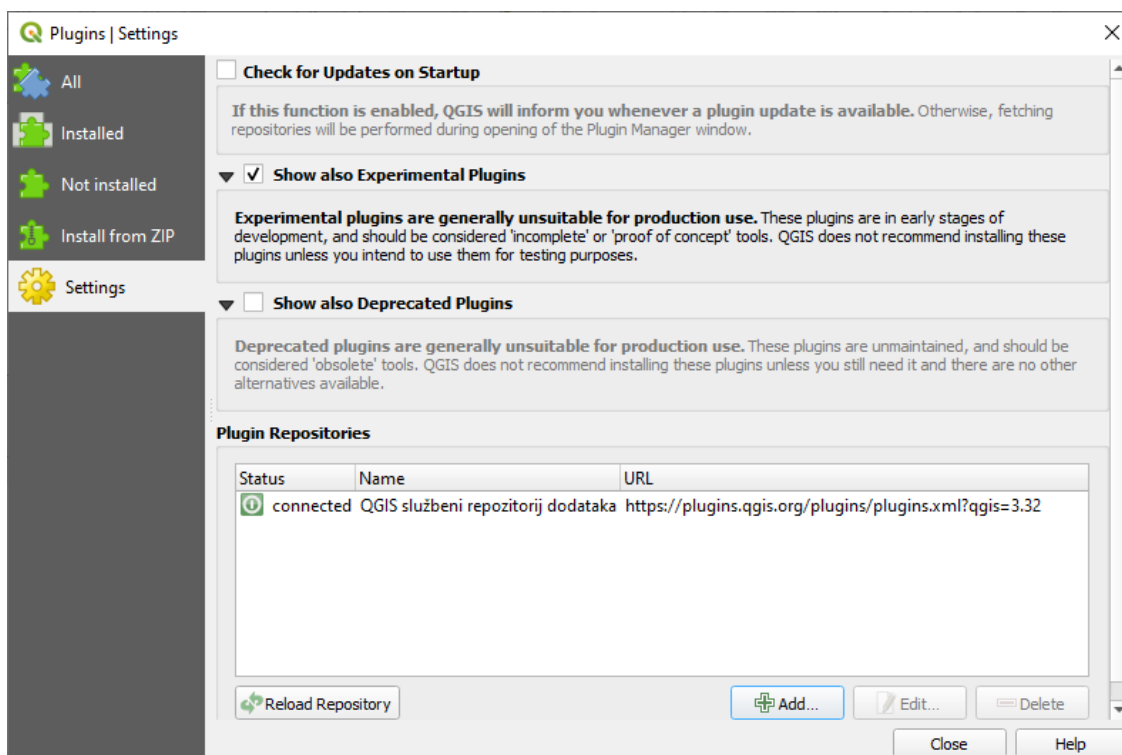 Plugins | Settings
All
Installed
Not installed
Install from ZIP
Settings
Check for Updates on Startup
If this function is enabled, QGIS will inform you whenever a plugin update is available. Otherwise, fetching
repositories will be performed during opening of the Plugin Manager window.
Show also Experimental Plugins
Experimental plugins are generally unsuitable for production use. These plugins are in early stages of
development, and should be considered 'incomplete' or 'proof of concept' tools. QGIS does not recommend installing these
plugins unless you intend to use them for testing purposes.
Show also Deprecated Plugins
Deprecated plugins are generally unsuitable for production use. These plugins are unmaintained, and should be
considered 'obsolete' tools. QGIS does not recommend installing these plugins unless you still need it and there are no other
alternatives available.
Plugin Repositories
Status Name URL
connected QGIS službeni repozitorij dodataka https://plugins.qgis.org/plugins/plugins.xml?qgis=3.32
Reload Repository Add... Edit... Delete
Close Help